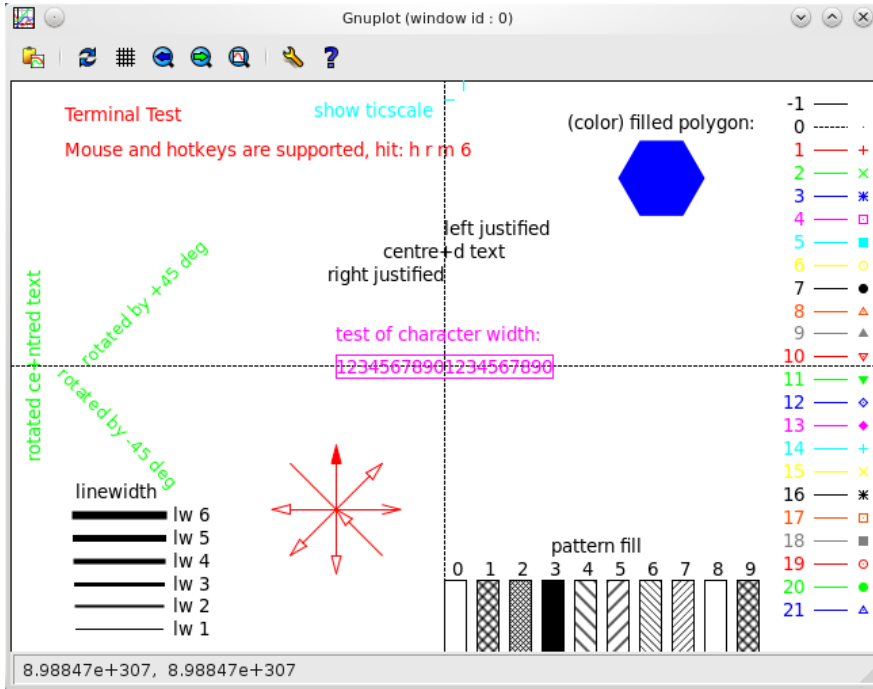 Gnuplot (window id : 0)
Terminal Test
show ticscale
Mouse and hotkeys are supported, hit: h r m 6
(color) filled polygon:
left justified
centre+d text
right justified
rotated ce+ntred text
rotated by +45 deg
rotated by -45 deg
test of character width:
12345678901234567890
linewidth
lw 6
lw 5
lw 4
lw 3
lw 2
lw 1
pattern fill
0 1 2 3 4 5 6 7 8 9
-1
0
1
2
3
4
5
6
7
8
9
10
11
12
13
14
15
16
17
18
19
20
21
8.98847e+307, 8.98847e+307